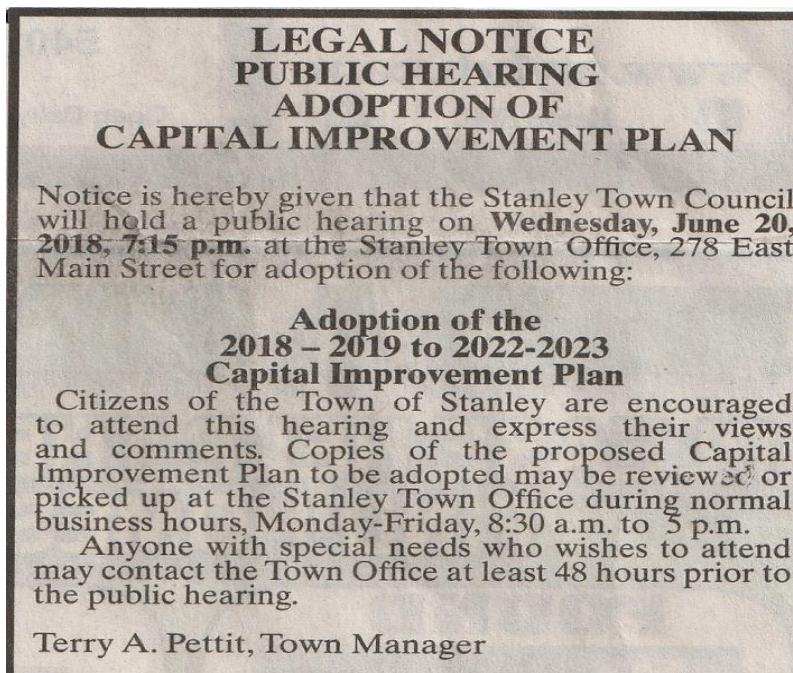 LEGAL NOTICE
PUBLIC HEARING
ADOPTION OF
CAPITAL IMPROVEMENT PLAN
Notice is hereby given that the Stanley Town Council
will hold a public hearing on Wednesday, June 20,
2018, 7:15 p.m. at the Stanley Town Office, 278 East
Main Street for adoption of the following:
Adoption of the
2018 – 2019 to 2022-2023
Capital Improvement Plan
Citizens of the Town of Stanley are encouraged
to attend this hearing and express their views
and comments. Copies of the proposed Capital
Improvement Plan to be adopted may be reviewed or
picked up at the Stanley Town Office during normal
business hours, Monday-Friday, 8:30 a.m. to 5 p.m.
Anyone with special needs who wishes to attend
may contact the Town Office at least 48 hours prior to
the public hearing.
Terry A. Pettit, Town Manager